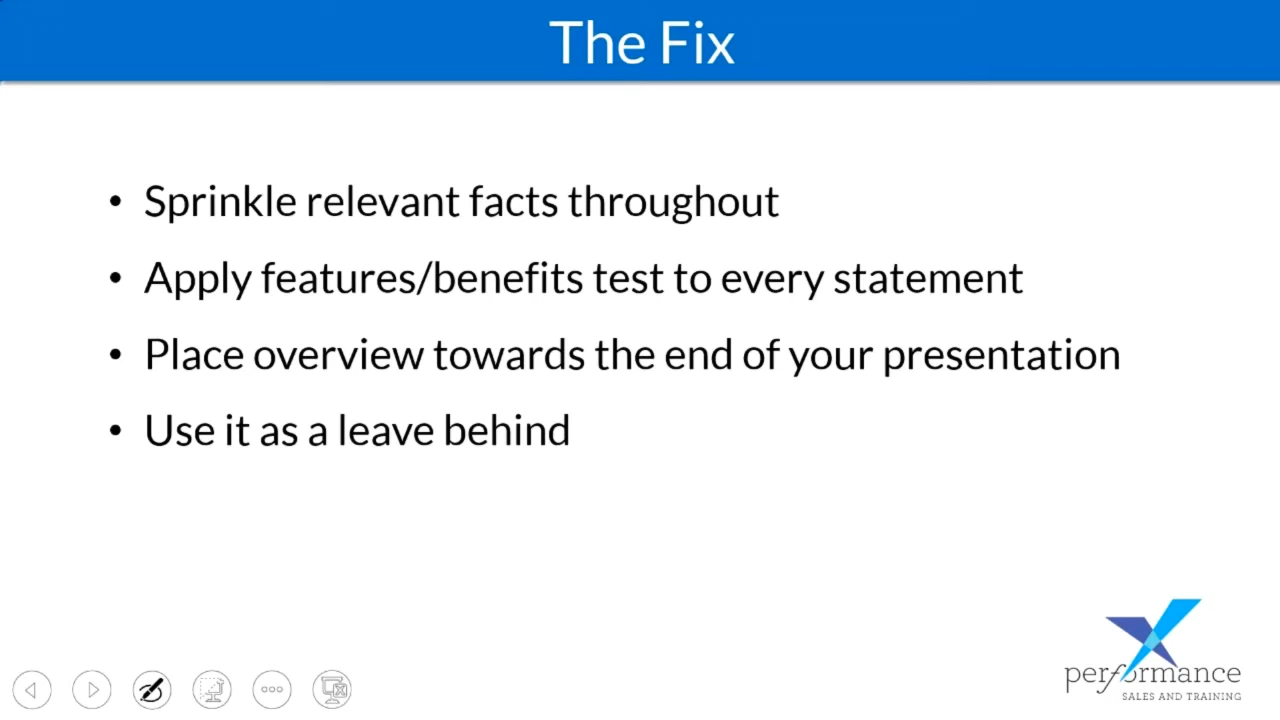 The Fix
• Sprinkle relevant facts throughout
• Apply features/benefits test to every statement
• Place overview towards the end of your presentation
• Use it as a leave behind
performance
SALES AND TRAINING